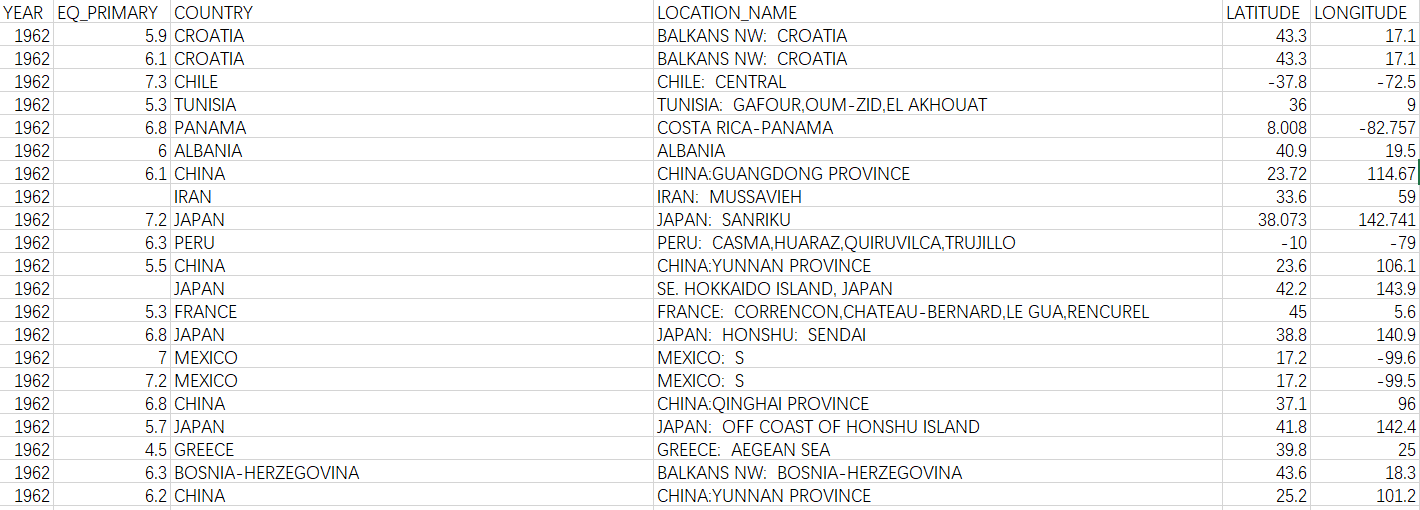 YEAR EQ_PRIMARY COUNTRY LOCATION_NAME LATITUDE LONGITUDE
1962 5.9 CROATIA BALKANS NW:  CROATIA 43.3 17.1
1962 6.1 CROATIA BALKANS NW:  CROATIA 43.3 17.1
1962 7.3 CHILE CHILE:  CENTRAL -37.8 -72.5
1962 5.3 TUNISIA TUNISIA:  GAFOUR,OUM-ZID,EL AKHOUAT 36 9
1962 6.8 PANAMA COSTA RICA-PANAMA 8.008 -82.757
1962 6 ALBANIA ALBANIA 40.9 19.5
1962 6.1 CHINA CHINA:GUANGDONG PROVINCE 23.72 114.67
1962 IRAN IRAN:  MUSSAVIEH 33.6 59
1962 7.2 JAPAN JAPAN:  SANRIKU 38.073 142.741
1962 6.3 PERU PERU:  CASMA,HUARAZ,QUIRUVILCA,TRUJILLO -10 -79
1962 5.5 CHINA CHINA:YUNNAN PROVINCE 23.6 106.1
1962 JAPAN SE. HOKKAIDO ISLAND, JAPAN 42.2 143.9
1962 5.3 FRANCE FRANCE:  CORRENCON,CHATEAU-BERNARD,LE GUA,RENCUREL 45 5.6
1962 6.8 JAPAN JAPAN:  HONSHU:  SENDAI 38.8 140.9
1962 7 MEXICO MEXICO:  S 17.2 -99.6
1962 7.2 MEXICO MEXICO:  S 17.2 -99.5
1962 6.8 CHINA CHINA:QINGHAI PROVINCE 37.1 96
1962 5.7 JAPAN JAPAN:  OFF COAST OF HONSHU ISLAND 41.8 142.4
1962 4.5 GREECE GREECE:  AEGEAN SEA 39.8 25
1962 6.3 BOSNIA-HERZEGOVINA BALKANS NW:  BOSNIA-HERZEGOVINA 43.6 18.3
1962 6.2 CHINA CHINA:YUNNAN PROVINCE 25.2 101.2